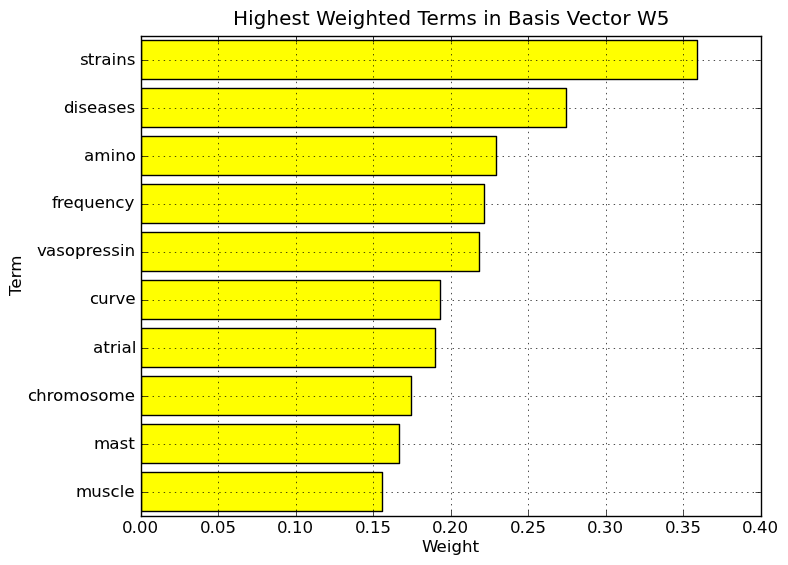 Highest Weighted Terms in Basis Vector W5
strains
diseases
amino
frequency
vasopressin
curve
atrial
chromosome
mast
muscle
Term
0.00 0.05 0.10 0.15 0.20 0.25 0.30 0.35 0.40
Weight